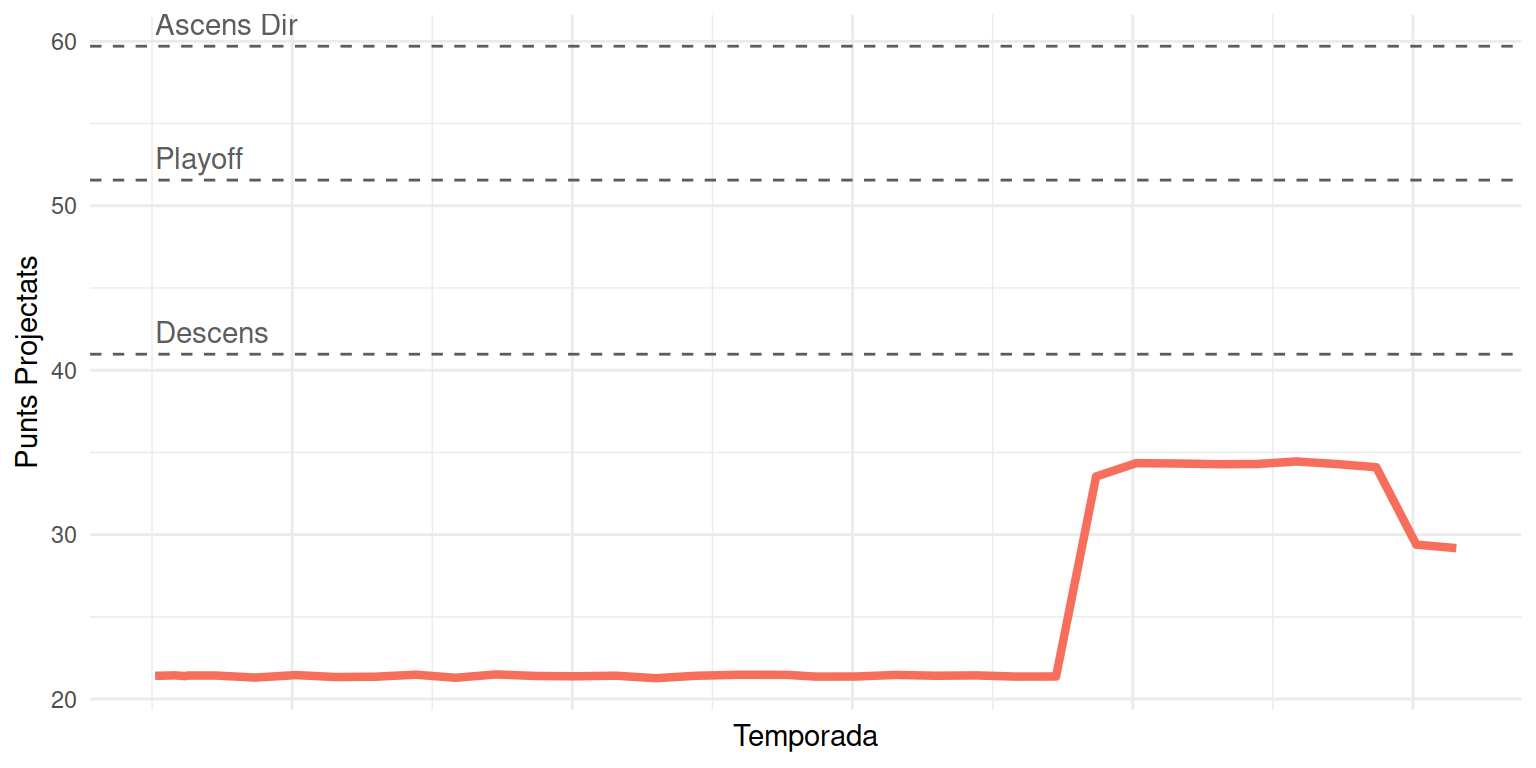 Ascens Dir
60
Playoff
50
Descens
40
30
20
Punts Projectats
Temporada